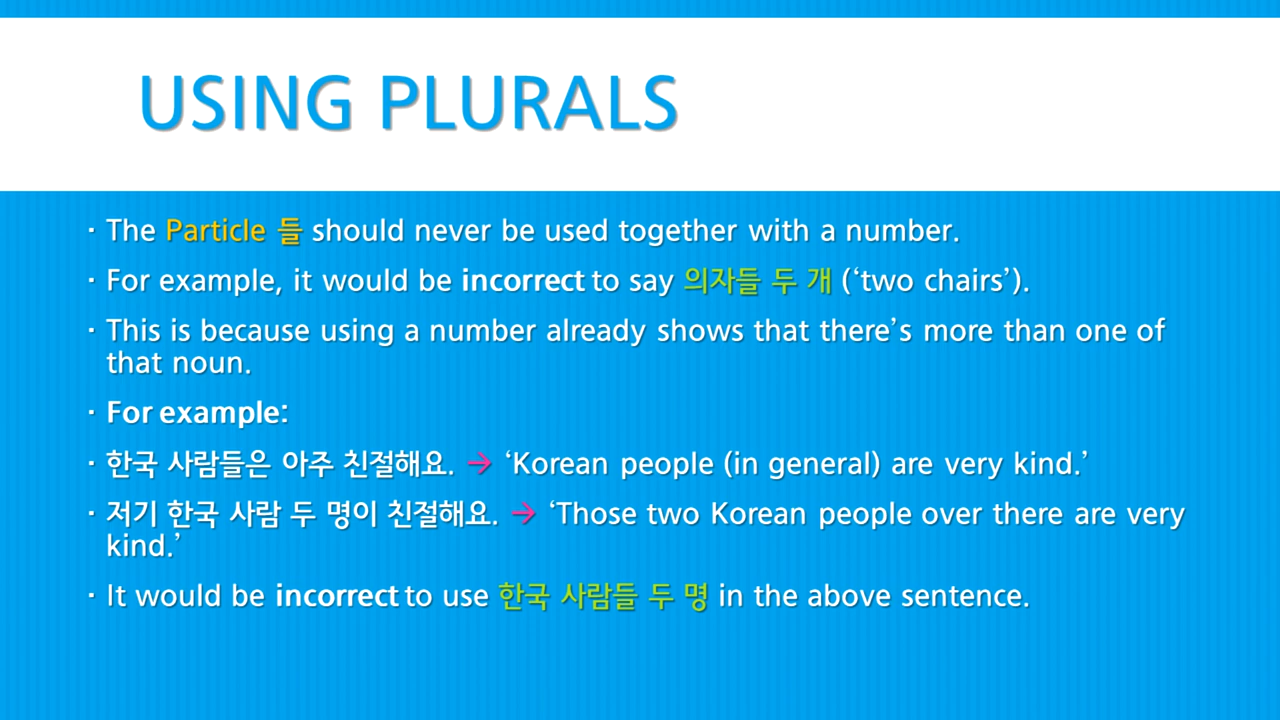 USING PLURALS
· The Particle 들 should never be used together with a number.
· For example, it would be incorrect to say 의자들 두 개 (‘two chairs’).
· This is because using a number already shows that there’s more than one of
that noun.
· For example:
· 한국 사람들은 아주 친절해요. → ‘Korean people (in general) are very kind.’
· 저기 한국 사람 두 명이 친절해요. → ‘Those two Korean people over there are very
kind.’
· It would be incorrect to use 한국 사람들 두 명 in the above sentence.